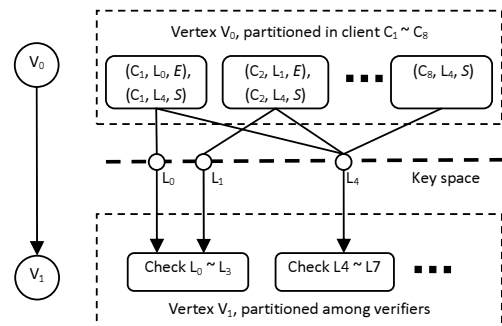 Vertex V₀, partitioned in client C₁ ~ C₈
V₀
(C₁, L₀, E),
(C₁, L₄, S)
(C₂, L₁, E),
(C₂, L₄, S)
(C₈, L₄, S)
L₀
L₁
L₄
Key space
V₁
Check L₀ ~ L₃
Check L4 ~ L7
Vertex V₁, partitioned among verifiers